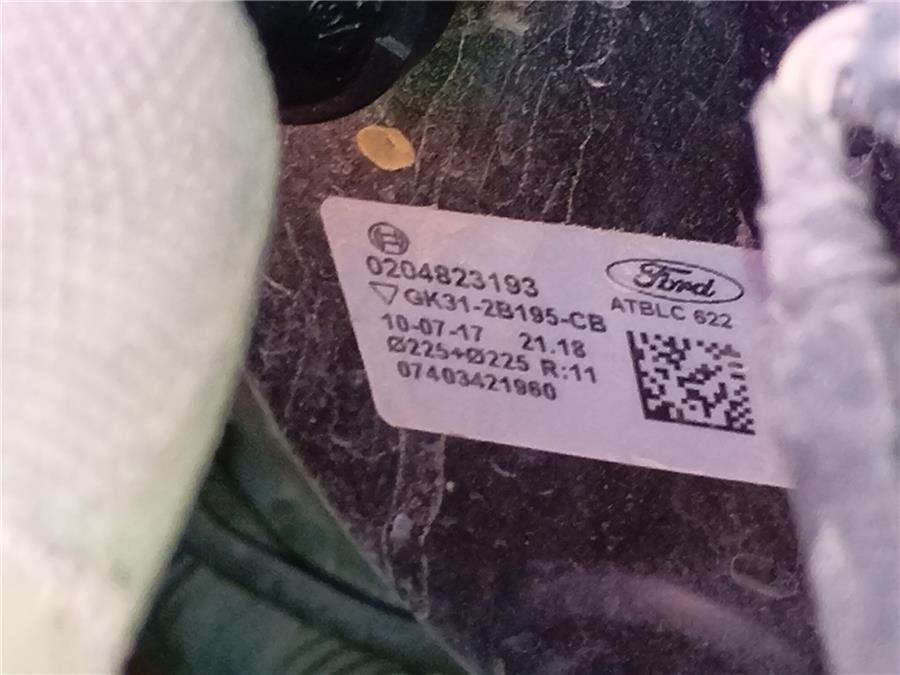 0204823193
Ford
GK31-2B195-CB
ATBLC 622
10-07-17 21.18
Ø225+Ø225 R:11
07403421960